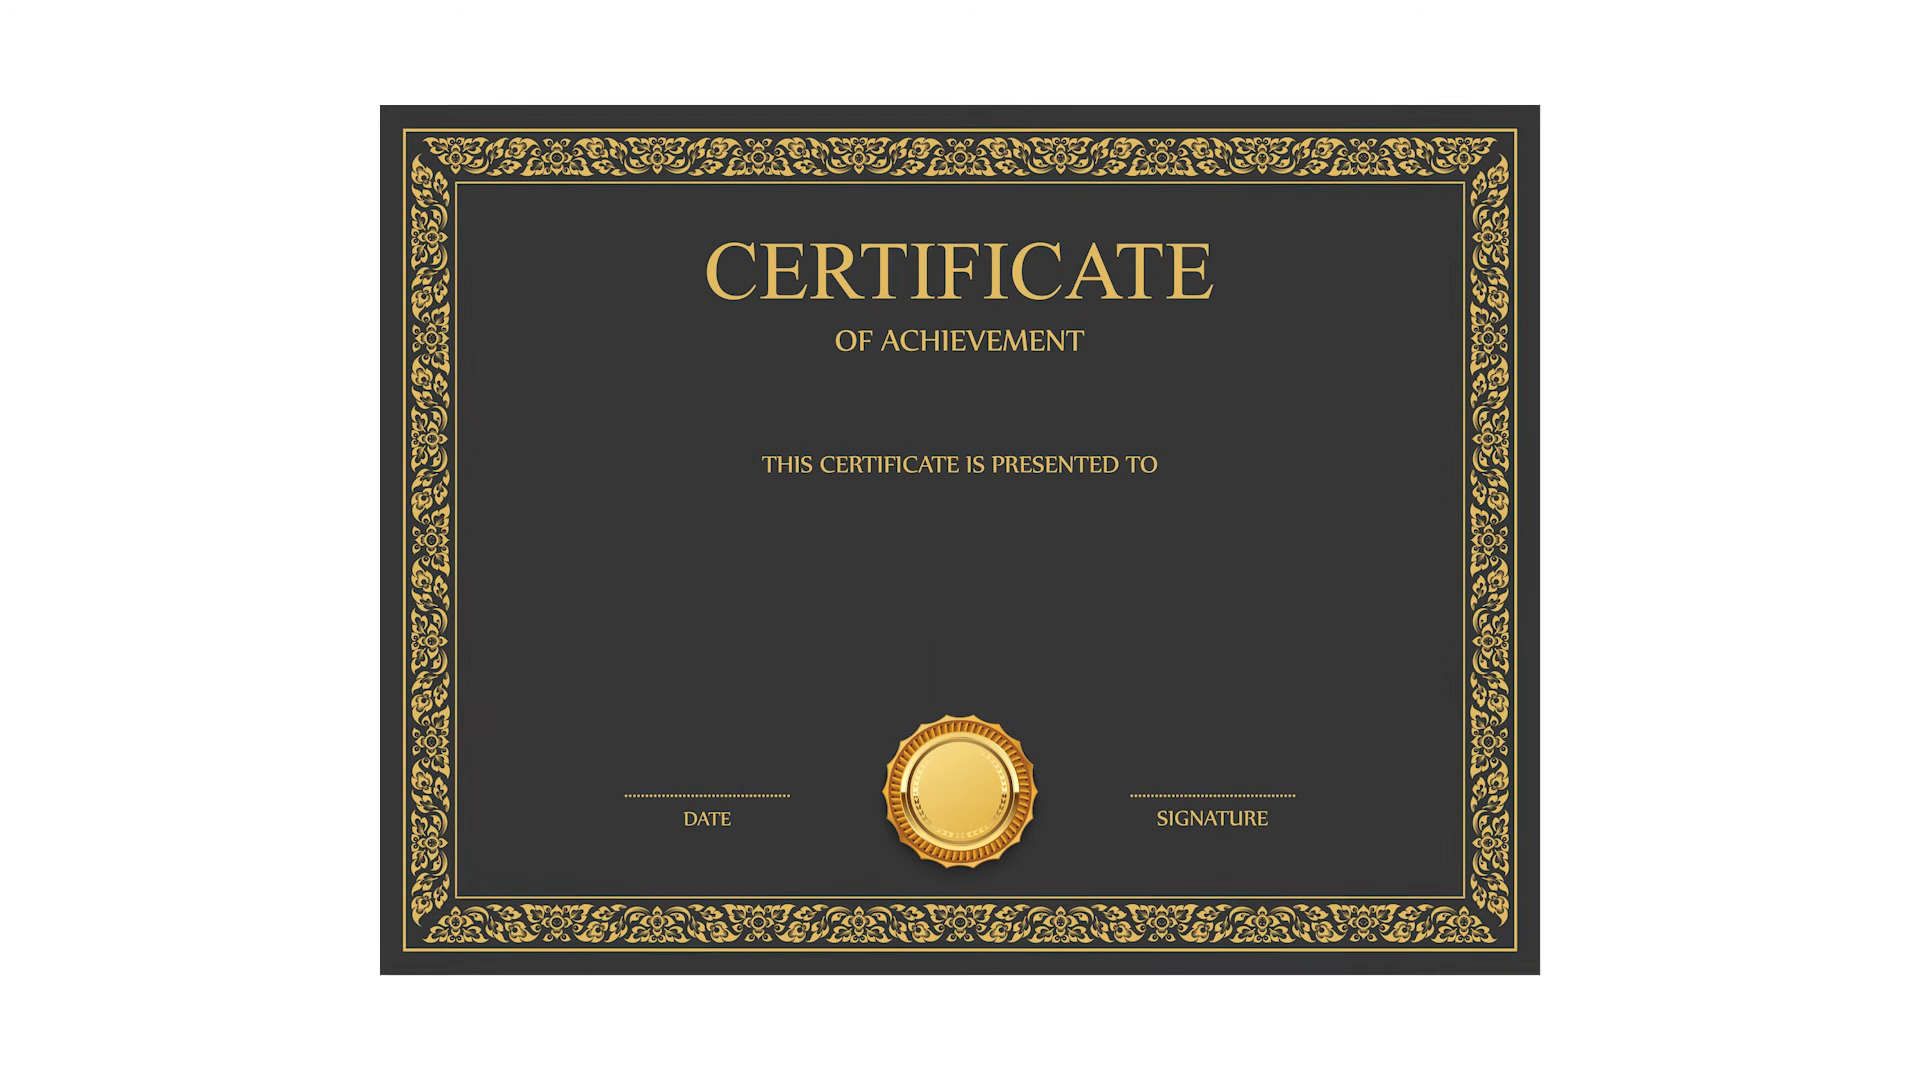 CERTIFICATE
OF ACHIEVEMENT
THIS CERTIFICATE IS PRESENTED TO
DATE
SIGNATURE